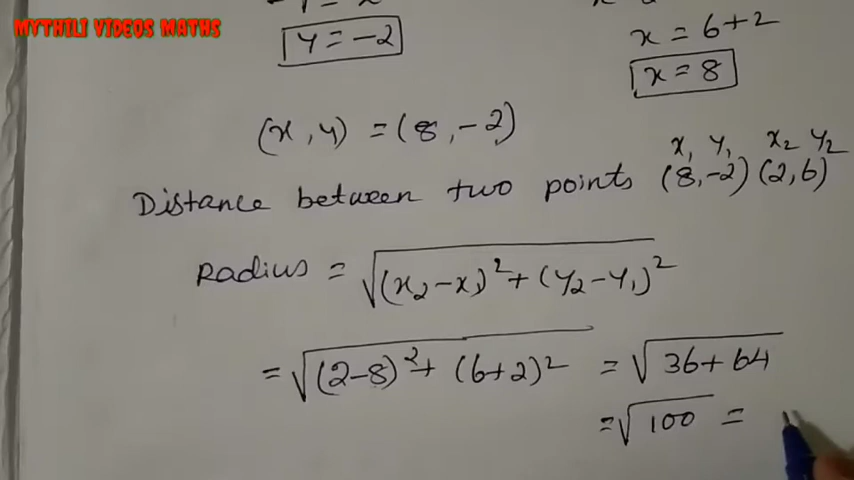 MYTHILI VIDEOS MATHS
y = -2
x = 6+2
x = 8
(x, y) = (8, -2)
x₁ y₁ x₂ y₂
Distance between two points (8, -2) (2, 6)
Radius = √(x₂-x₁)² + (y₂-y₁)²
= √(2-8)² + (6+2)² = √36+64
= √100 =